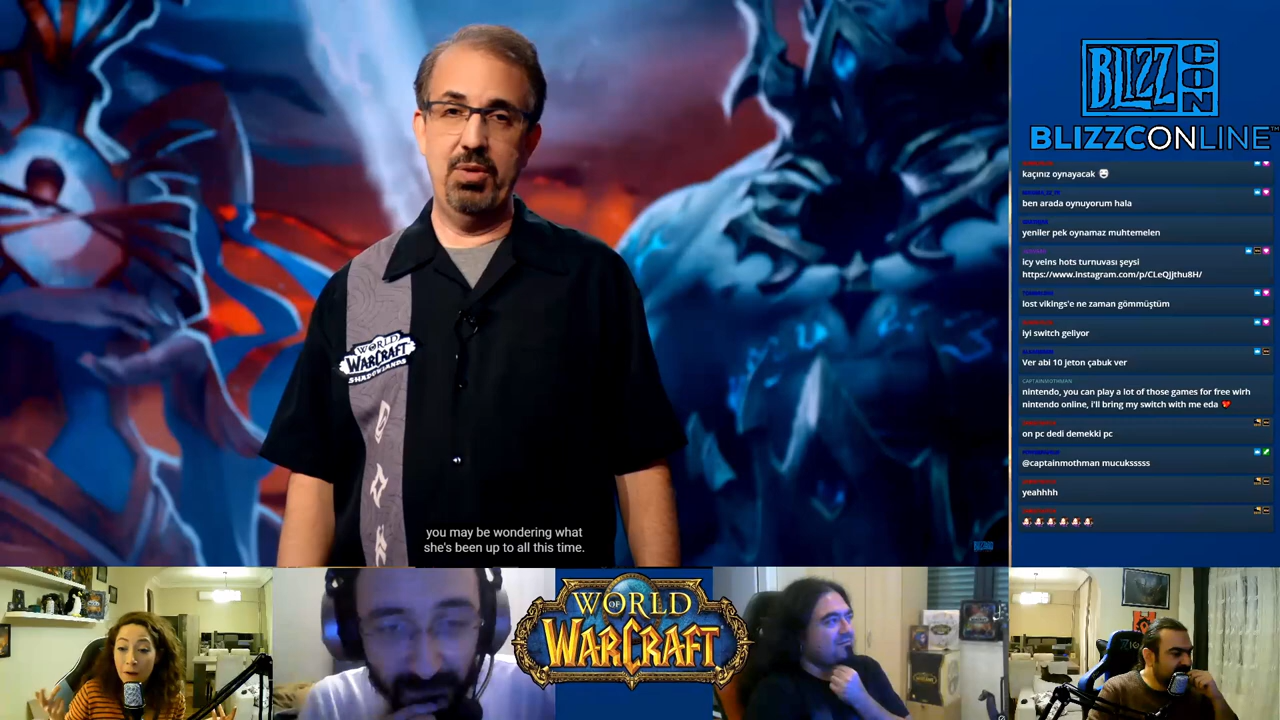 BLIZZ
CON
BLIZZCONLINE™
kaçınız oynayacak
ben arada oynuyorum hala
yeniler pek oynamaz muhtemelen
icy veins hots turnuvası şeysi
https://www.instagram.com/p/CLeQJjthu8H/
lost vikings'e ne zaman gömmüştüm
iyi switch geliyor
Ver abi 10 jeton çabuk ver
CAPTAINMOTHMAN
nintendo, you can play a lot of those games for free wirh
nintendo online, i'll bring my switch with me eda
on pc dedi demekki pc
@captainmothman mucuksssss
yeahhhh
WORLD
WARCRAFT
SHADOWLANDS
you may be wondering what
she's been up to all this time.
WORLD
OF
WARCRAFT